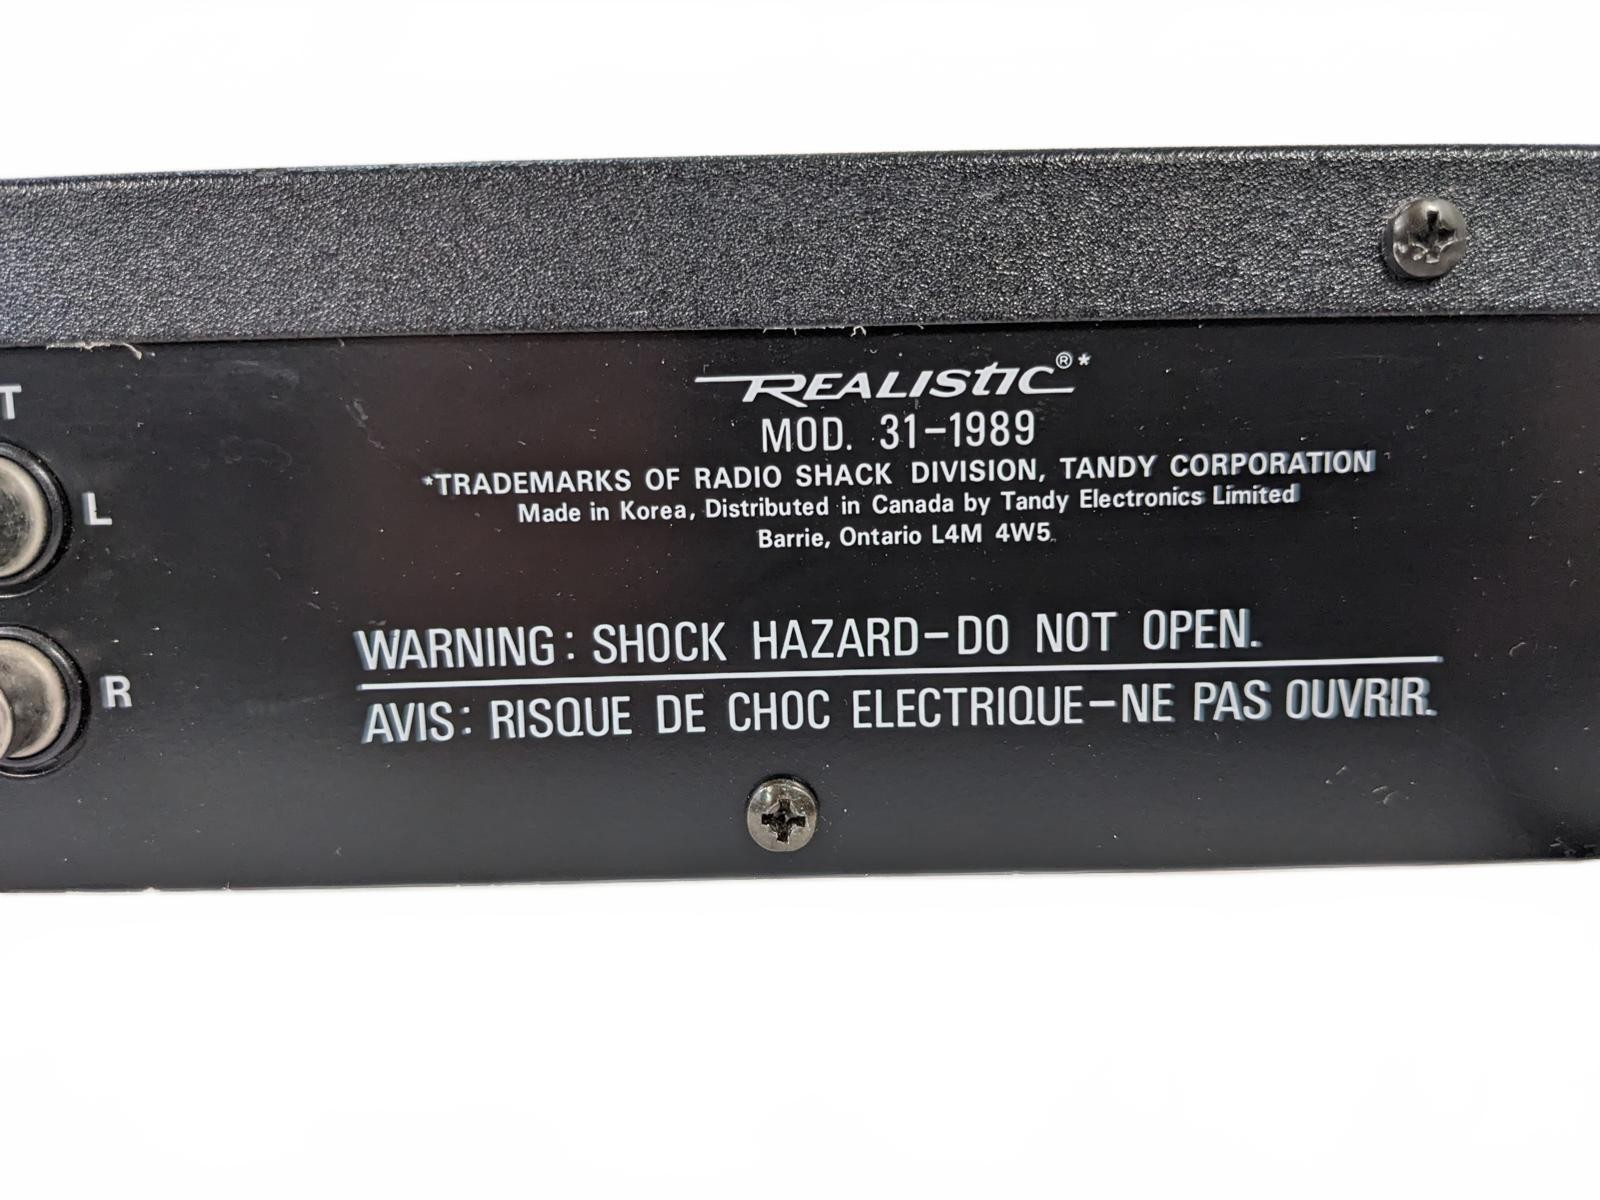 REALISTIC®*
MOD. 31-1989
*TRADEMARKS OF RADIO SHACK DIVISION, TANDY CORPORATION
Made in Korea, Distributed in Canada by Tandy Electronics Limited
Barrie, Ontario L4M 4W5
T
L
R
WARNING: SHOCK HAZARD-DO NOT OPEN.
AVIS: RISQUE DE CHOC ELECTRIQUE-NE PAS OUVRIR.